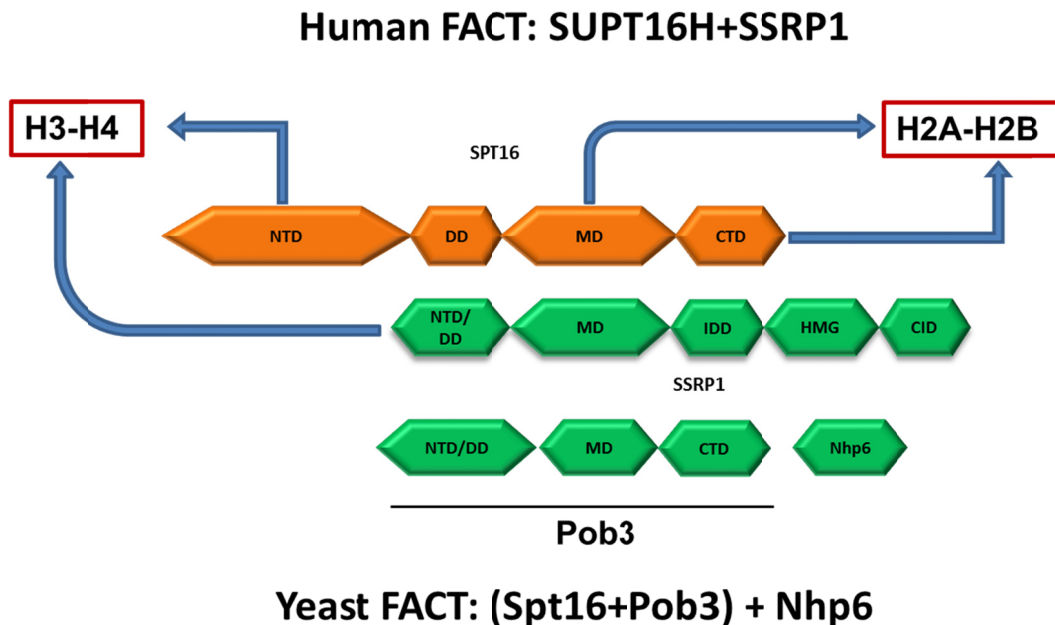 Human FACT: SUPT16H+SSRP1
H3-H4
H2A-H2B
SPT16
NTD
DD
MD
CTD
NTD/
DD
MD
IDD
HMG
CID
SSRP1
NTD/DD
MD
CTD
Nhp6
Pob3
Yeast FACT: (Spt16+Pob3) + Nhp6